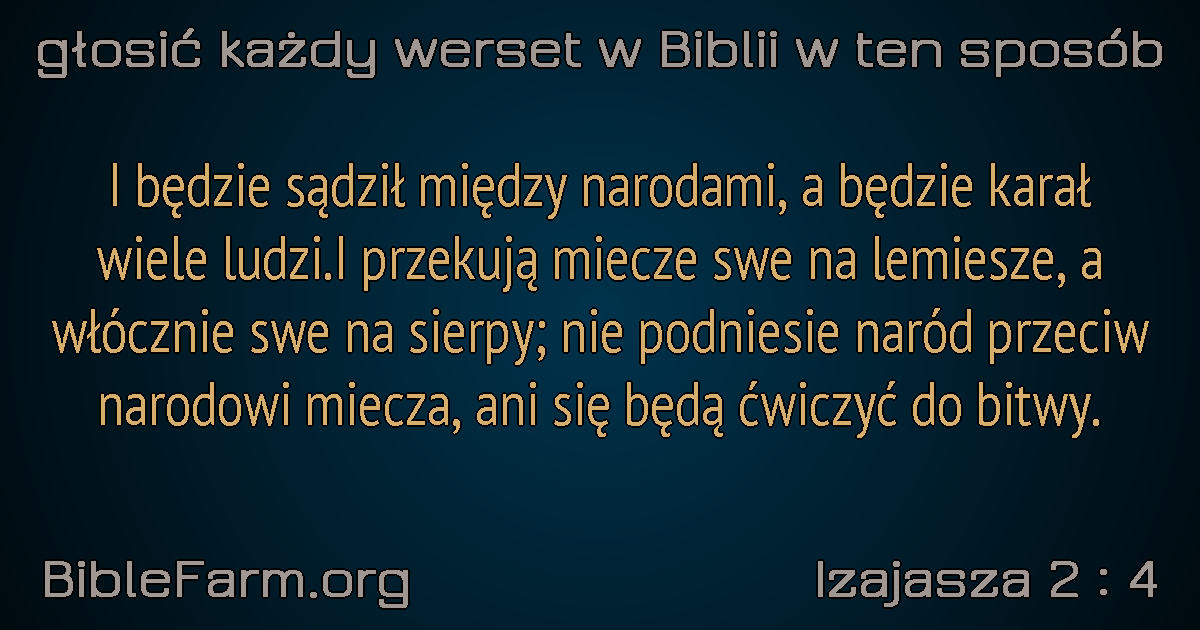 głosić każdy werset w Biblii w ten sposób
I będzie sądził między narodami, a będzie karał
wiele ludzi.I przekują miecze swe na lemiesze, a
włócznie swe na sierpy; nie podniesie naród przeciw
narodowi miecza, ani się będą ćwiczyć do bitwy.
BibleFarm.org
Izajasza 2 : 4